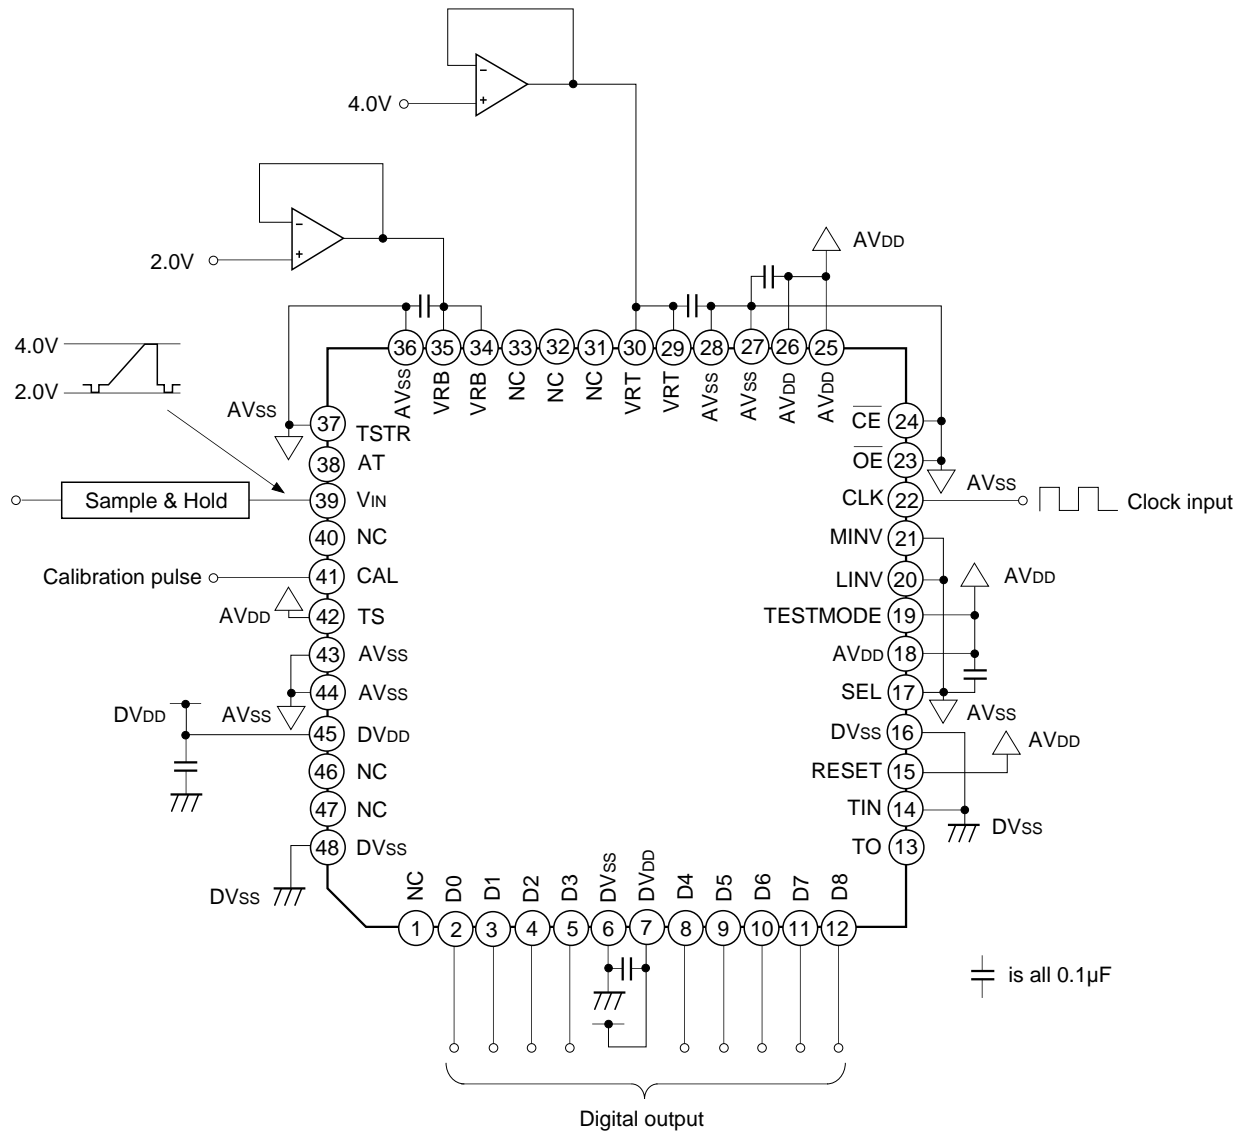 −
4.0V
+
−
2.0V
+
AVDD
36 35 34 33 32 31 30 29 28 27 26 25
AVSS VRB VRB NC NC NC VRT VRT AVSS AVSS AVDD AVDD
4.0V
2.0V
AVSS
37 TSTR
38 AT
Sample & Hold
39 VIN
40 NC
Calibration pulse
41 CAL
AVDD
42 TS
43 AVSS
44 AVSS
AVSS
DVDD
45 DVDD
46 NC
47 NC
48 DVSS
DVSS
CE 24
OE 23
AVSS
CLK 22
Clock input
MINV 21
LINV 20
AVDD
TESTMODE 19
AVDD 18
SEL 17
AVSS
DVSS 16
AVDD
RESET 15
TIN 14
DVSS
TO 13
NC D0 D1 D2 D3 DVSS DVDD D4 D5 D6 D7 D8
1 2 3 4 5 6 7 8 9 10 11 12
is all 0.1µF
Digital output